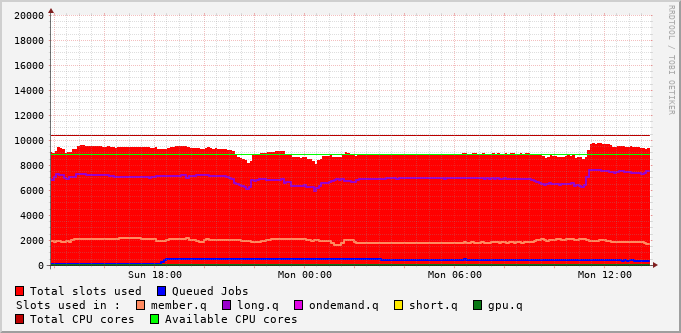 20000
18000
16000
14000
12000
10000
8000
6000
4000
2000
0
Sun 18:00 Mon 00:00 Mon 06:00 Mon 12:00
RRDTOOL / TOBI OETIKER
Total slots used Queued Jobs
Slots used in : member.q long.q ondemand.q short.q gpu.q
Total CPU cores Available CPU cores